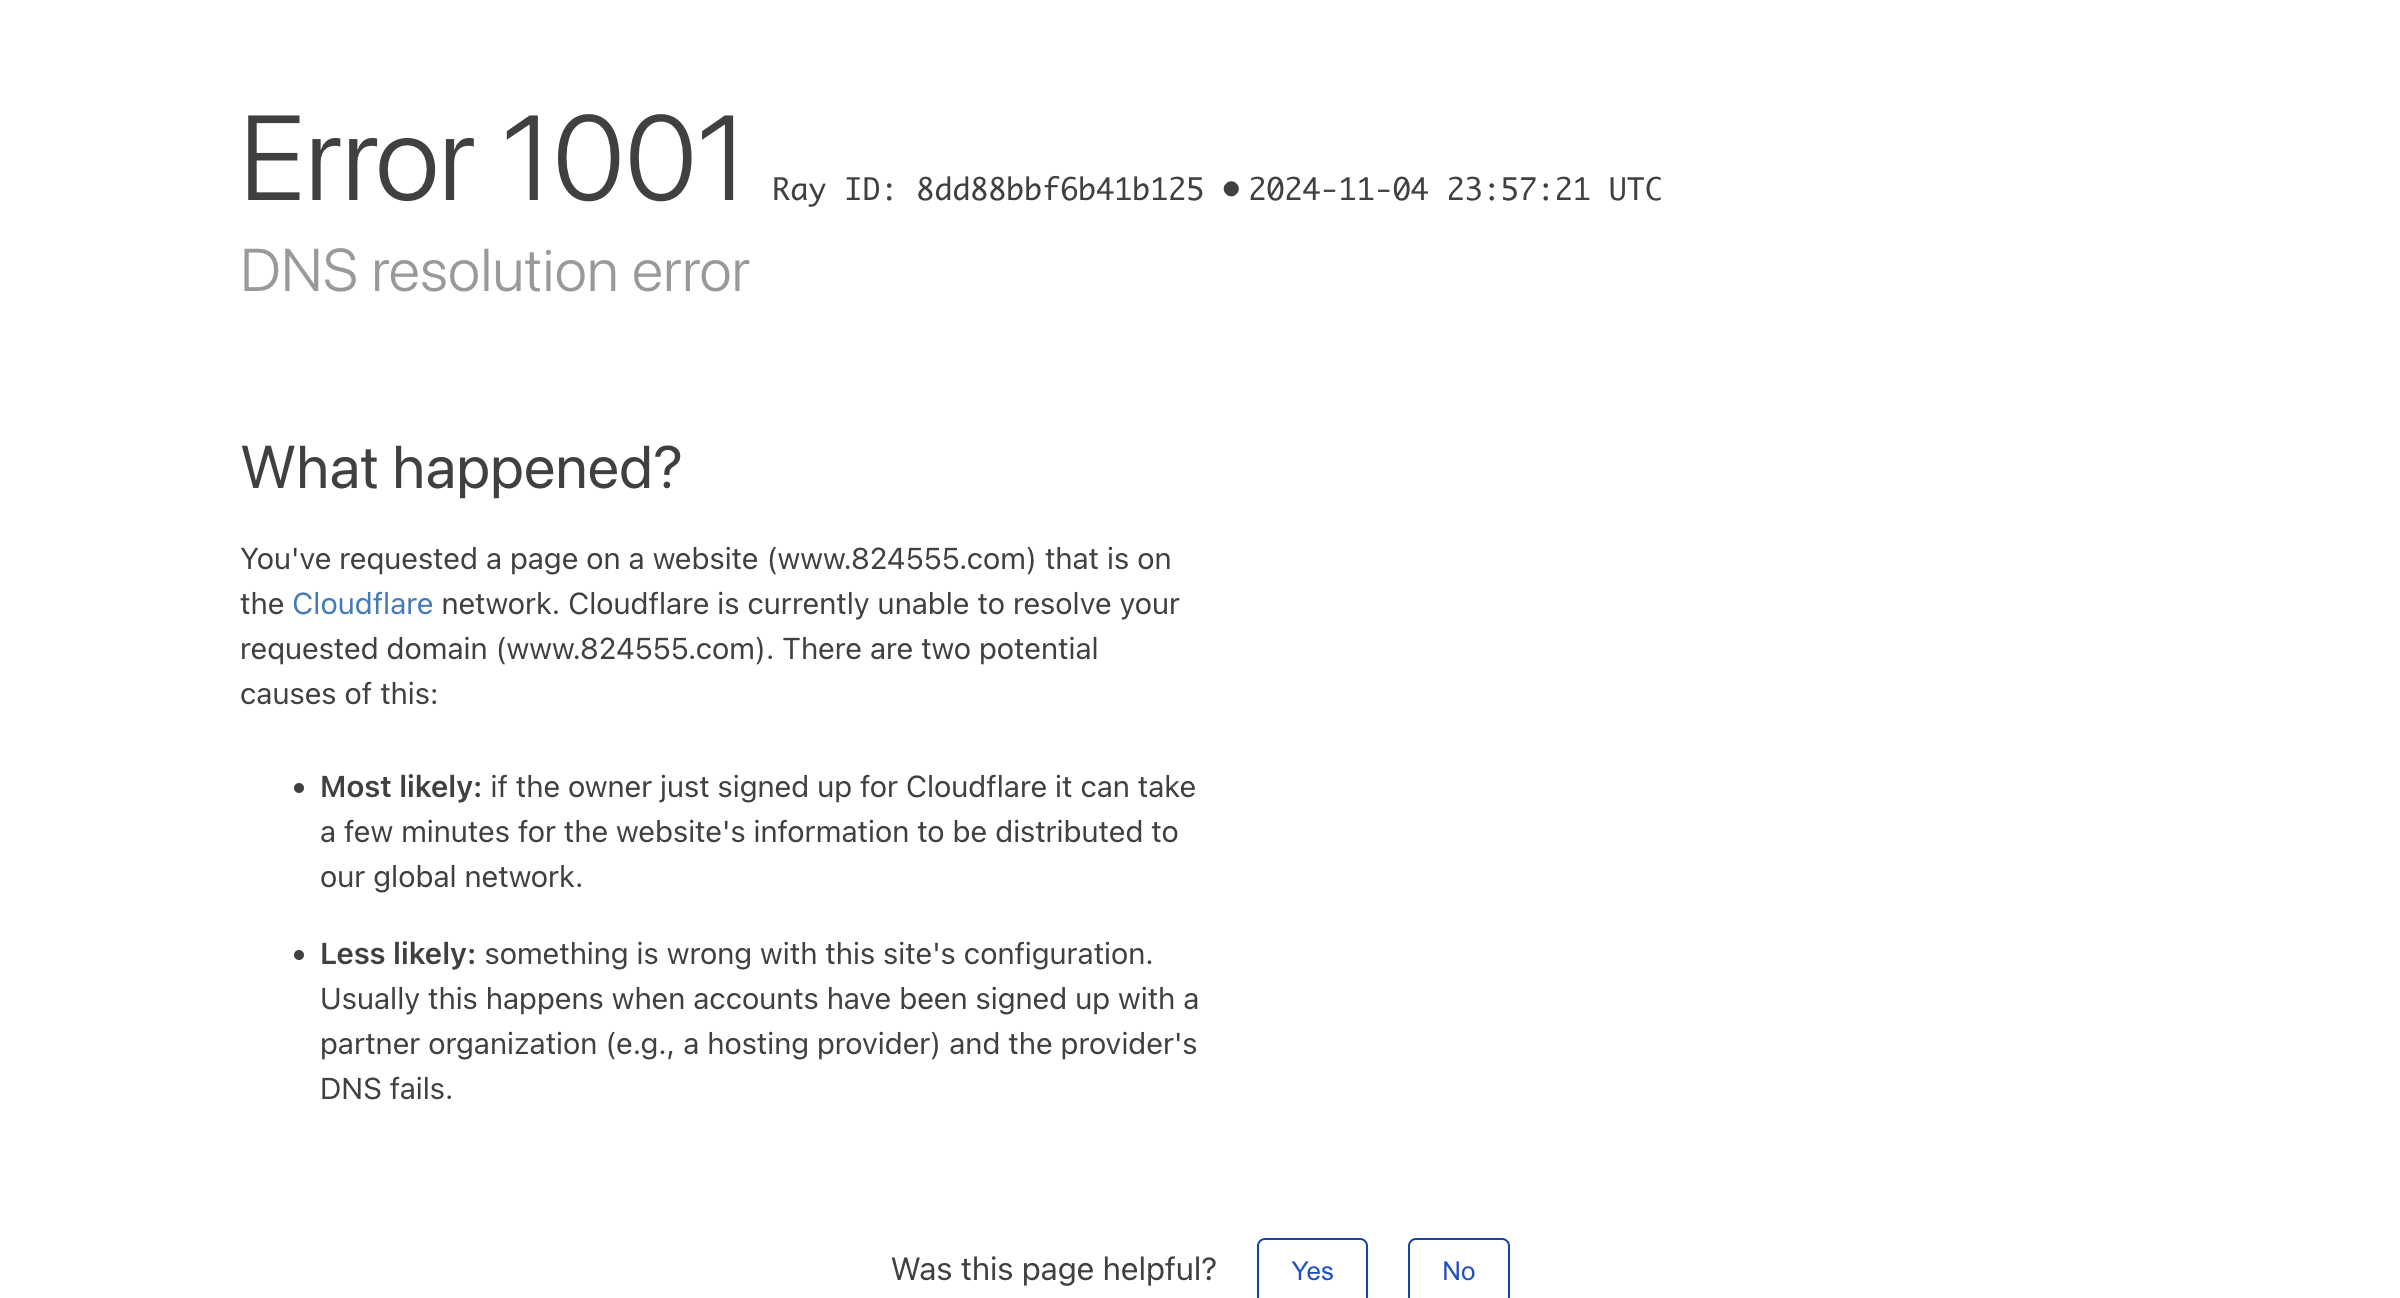 Error 1001 Ray ID: 8dd88bbf6b41b125 • 2024-11-04 23:57:21 UTC
DNS resolution error
What happened?
You've requested a page on a website (www.824555.com) that is on
the Cloudflare network. Cloudflare is currently unable to resolve your
requested domain (www.824555.com). There are two potential
causes of this:
• Most likely: if the owner just signed up for Cloudflare it can take
a few minutes for the website's information to be distributed to
our global network.
• Less likely: something is wrong with this site's configuration.
Usually this happens when accounts have been signed up with a
partner organization (e.g., a hosting provider) and the provider's
DNS fails.
Was this page helpful? Yes No